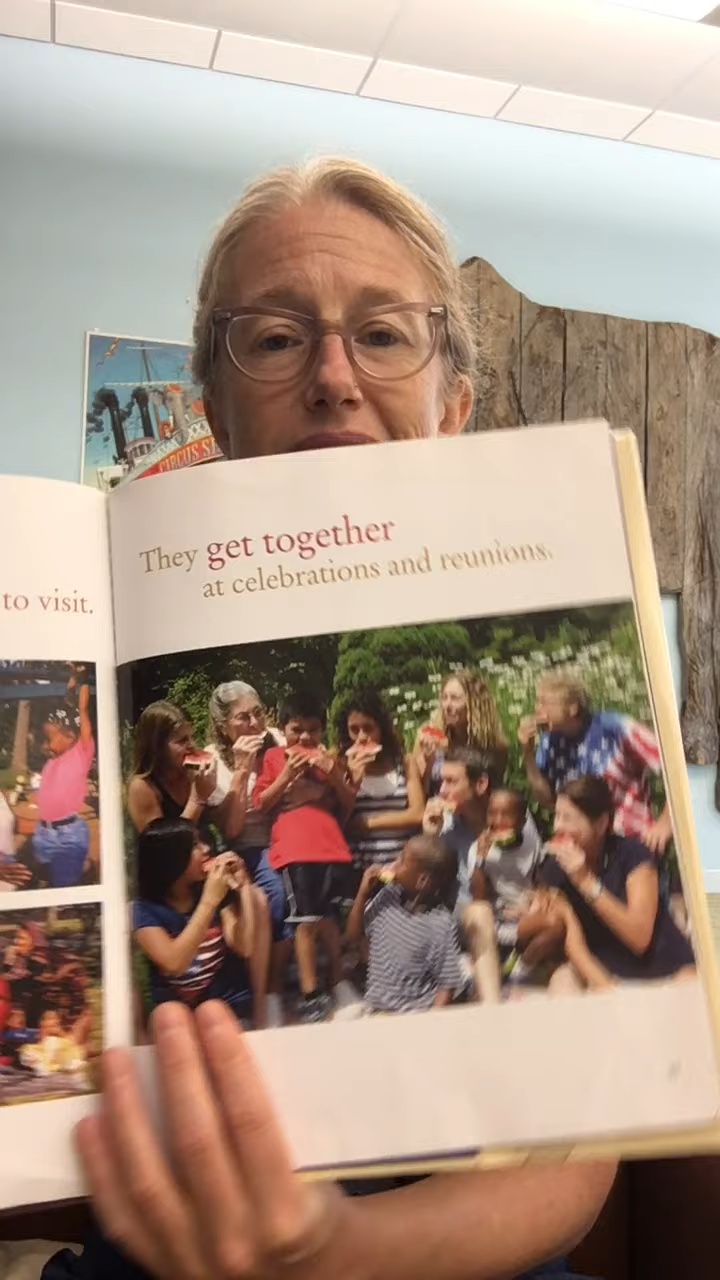 CIRCUS S
to visit.
They get together
at celebrations and reunions.